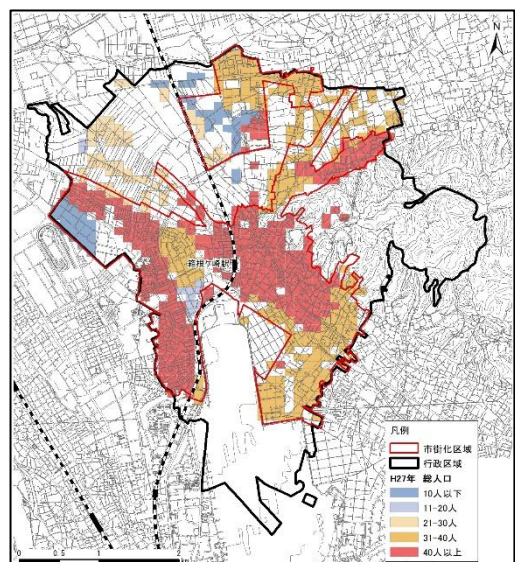 N
箱根ケ崎駅
凡例
市街化区域
行政区域
H27年 総人口
10人以下
11-20人
21-30人
31-40人
40人以上
0 0.5 1 2